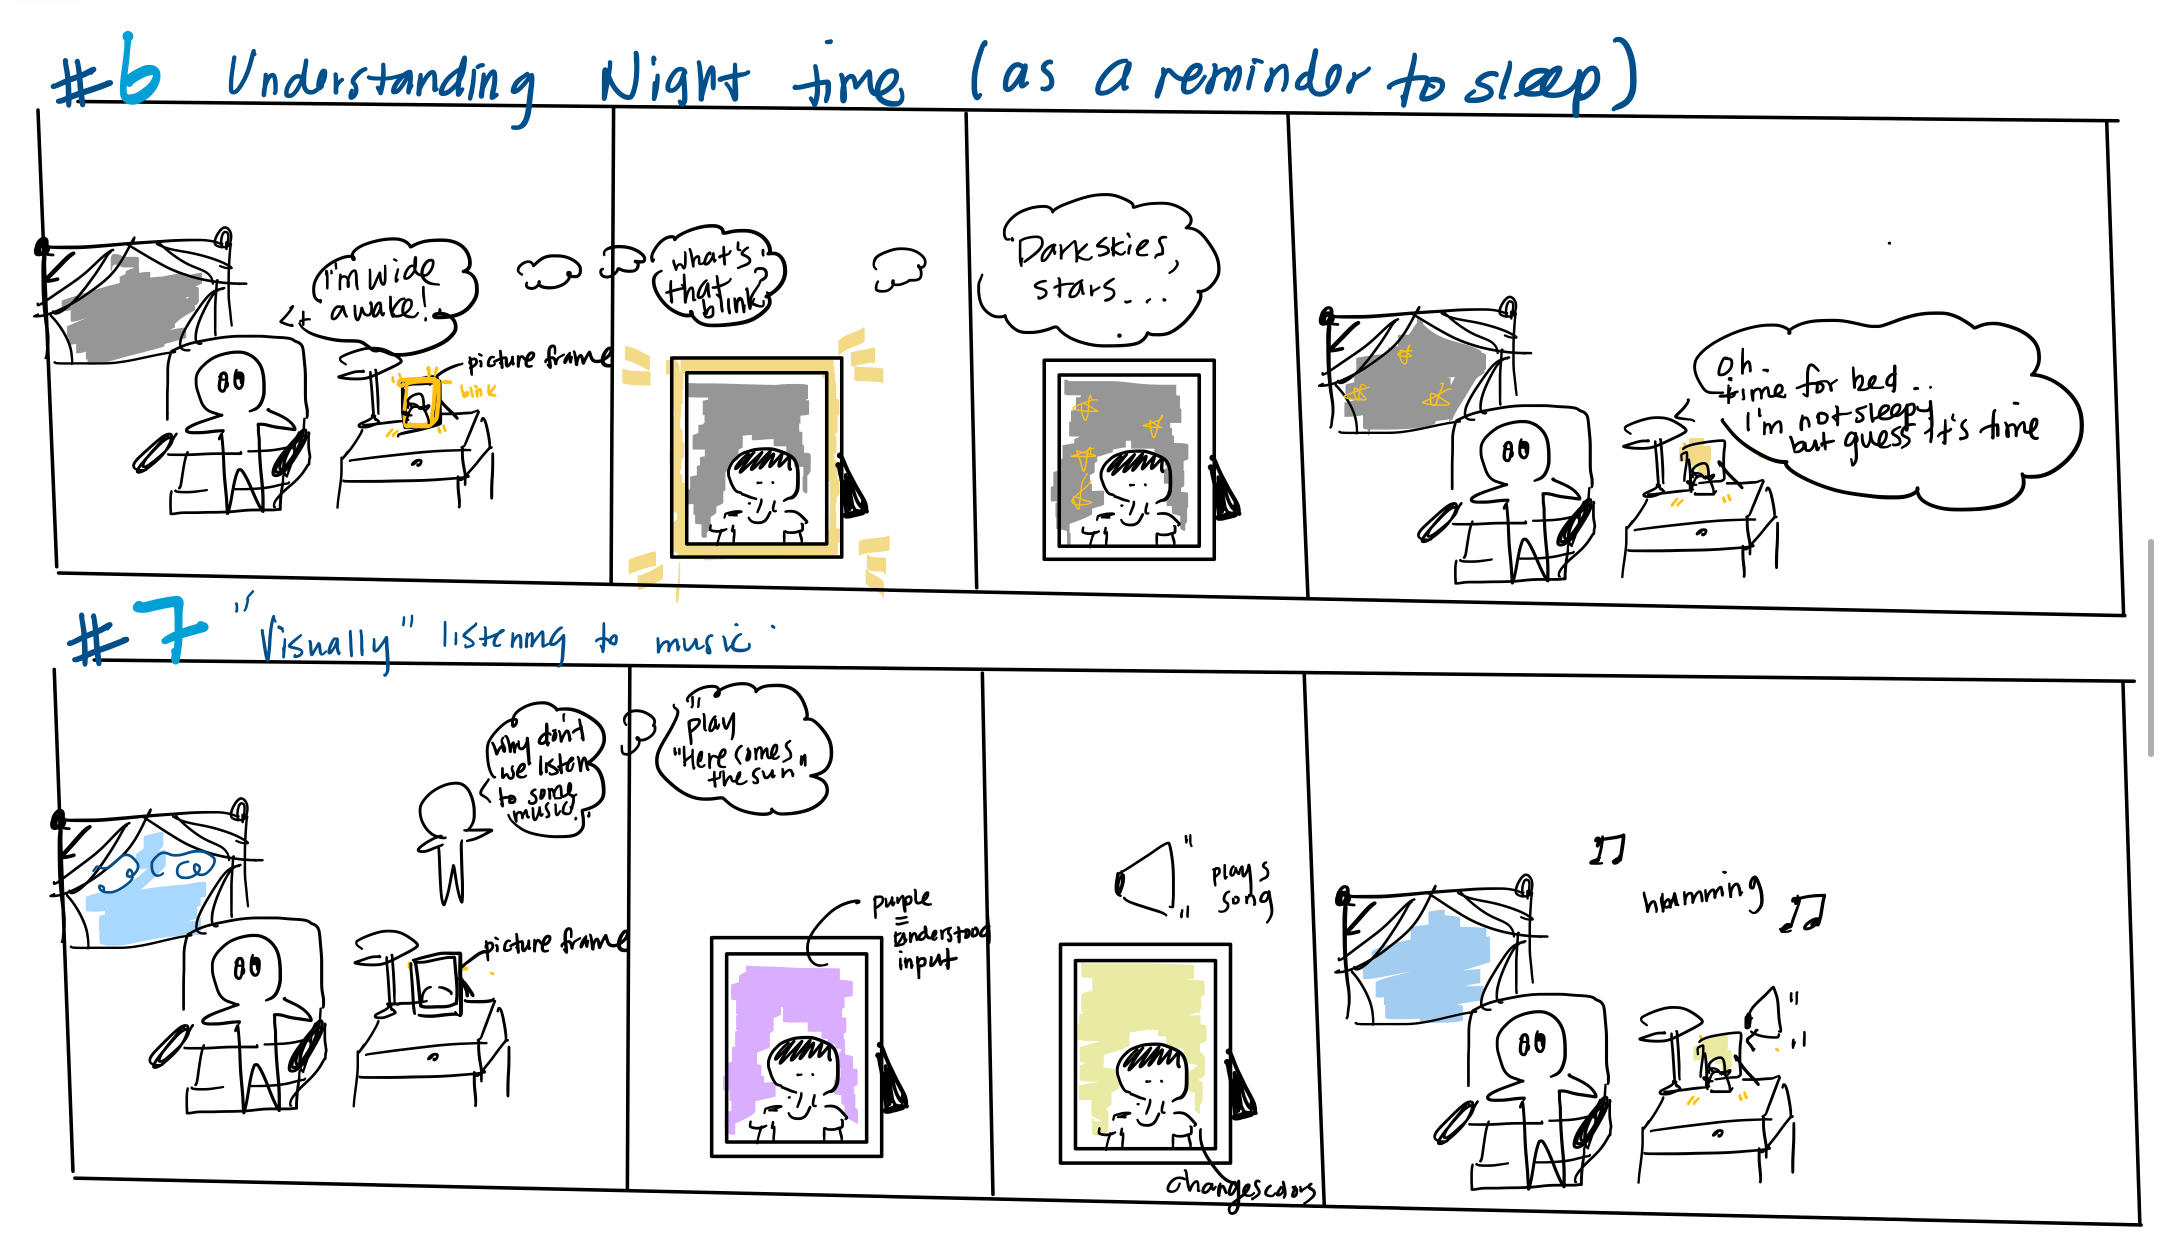 #6 Understanding Night time (as a reminder to sleep)
I'm wide
awake!
picture frame
blink
what's
that
blink?
Dark skies,
stars...
oh.
time for bed..
I'm not sleepy
but guess it's time
#7 "Visually" listening to music
why don't
we listen
to some
music.
picture frame
"play
"Here comes
the sun"
purple
=
understood
input
plays
song
changes colors
humming